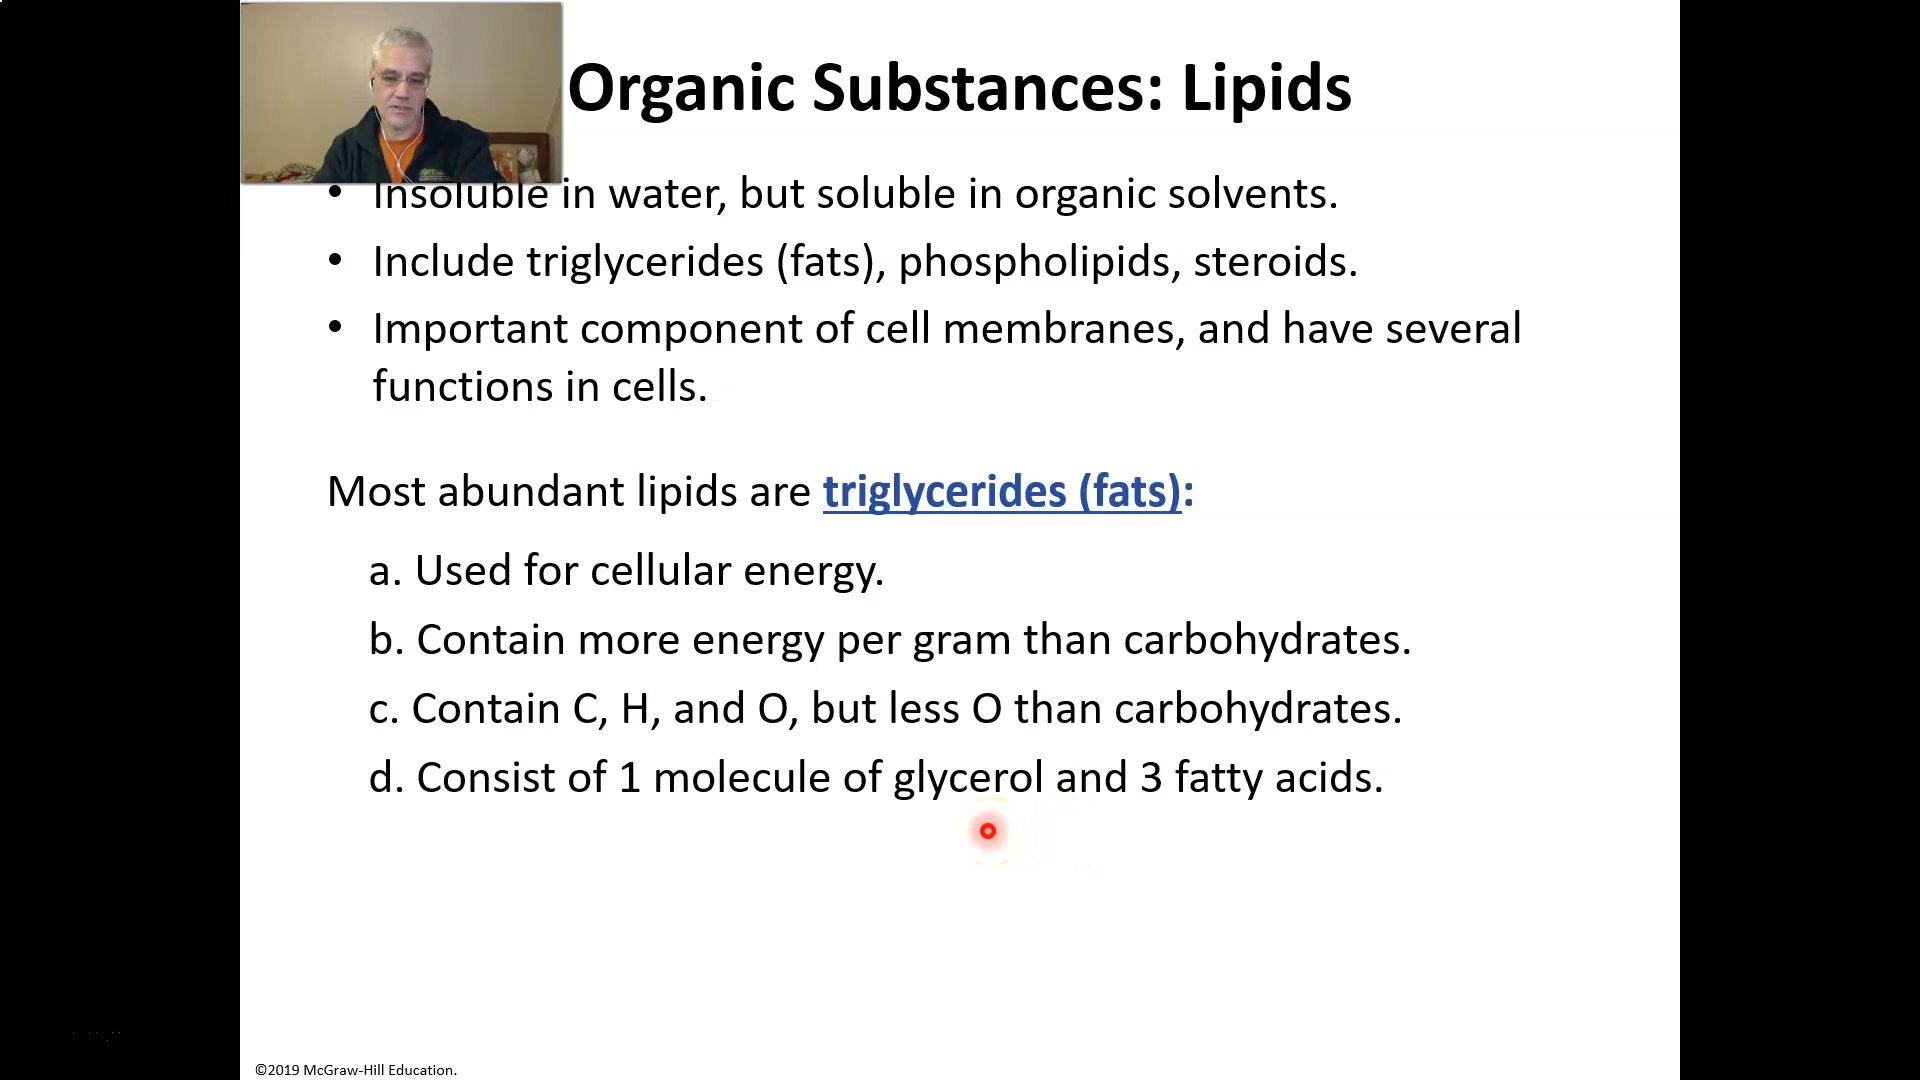 Organic Substances: Lipids
• Insoluble in water, but soluble in organic solvents.
• Include triglycerides (fats), phospholipids, steroids.
• Important component of cell membranes, and have several
functions in cells.
Most abundant lipids are triglycerides (fats):
a. Used for cellular energy.
b. Contain more energy per gram than carbohydrates.
c. Contain C, H, and O, but less O than carbohydrates.
d. Consist of 1 molecule of glycerol and 3 fatty acids.
©2019 McGraw-Hill Education.